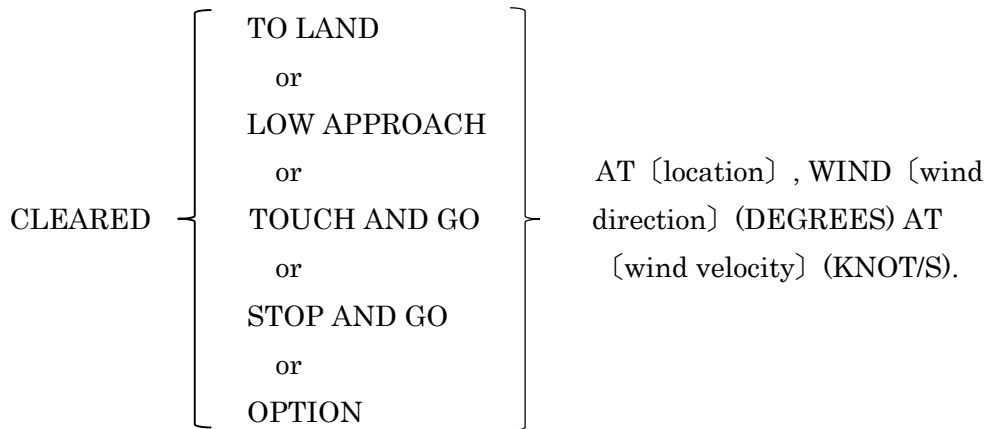 TO LAND
or
LOW APPROACH
or
CLEARED
TOUCH AND GO
or
STOP AND GO
or
OPTION
AT〔location〕, WIND〔wind
direction〕(DEGREES) AT
〔wind velocity〕(KNOT/S).